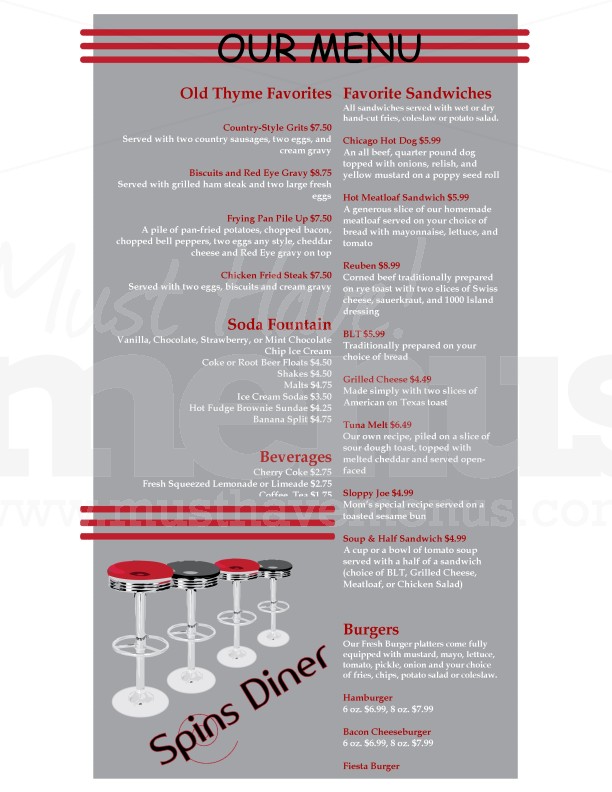 OUR MENU
Old Thyme Favorites
Country-Style Grits $7.50
Served with two country sausages, two eggs, and
cream gravy
Biscuits and Red Eye Gravy $8.75
Served with grilled ham steak and two large fresh
eggs
Frying Pan Pile Up $7.50
A pile of pan-fried potatoes, chopped bacon,
chopped bell peppers, two eggs any style, cheddar
cheese and Red Eye gravy on top
Chicken Fried Steak $7.50
Served with two eggs, biscuits and cream gravy
Soda Fountain
Vanilla, Chocolate, Strawberry, or Mint Chocolate
Chip Ice Cream
Coke or Root Beer Floats $4.50
Shakes $4.50
Malts $4.75
Ice Cream Sodas $3.50
Hot Fudge Brownie Sundae $4.25
Banana Split $4.75
Beverages
Cherry Coke $2.75
Fresh Squeezed Lemonade or Limeade $2.75
Coffee, Tea $1.75
Spins Diner
Favorite Sandwiches
All sandwiches served with wet or dry
hand-cut fries, coleslaw or potato salad.
Chicago Hot Dog $5.99
An all beef, quarter pound dog
topped with onions, relish, and
yellow mustard on a poppy seed roll
Hot Meatloaf Sandwich $5.99
A generous slice of our homemade
meatloaf served on your choice of
bread with mayonnaise, lettuce, and
tomato
Reuben $8.99
Corned beef traditionally prepared
on rye toast with two slices of Swiss
cheese, sauerkraut, and 1000 Island
dressing
BLT $5.99
Traditionally prepared on your
choice of bread
Grilled Cheese $4.49
Made simply with two slices of
American on Texas toast
Tuna Melt $6.49
Our own recipe, piled on a slice of
sour dough toast, topped with
melted cheddar and served open-
faced
Sloppy Joe $4.99
Mom's special recipe served on a
toasted sesame bun
Soup & Half Sandwich $4.99
A cup or a bowl of tomato soup
served with a half of a sandwich
(choice of BLT, Grilled Cheese,
Meatloaf, or Chicken Salad)
Burgers
Our Fresh Burger platters come fully
equipped with mustard, mayo, lettuce,
tomato, pickle, onion and your choice
of fries, chips, potato salad or coleslaw.
Hamburger
6 oz. $6.99, 8 oz. $7.99
Bacon Cheeseburger
6 oz. $6.99, 8 oz. $7.99
Fiesta Burger
Must Have!
menus
www.musthavemenus.com